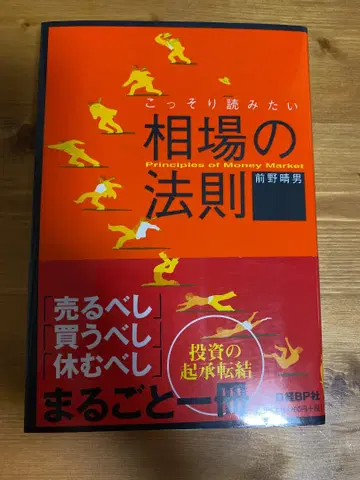 こっそり読みたい
相場の
Principles of Money Market
法則
前野晴男
[売るべし]
[買うべし]
[休むべし]
投資の
起承転結
まるごと一冊
日経BP社